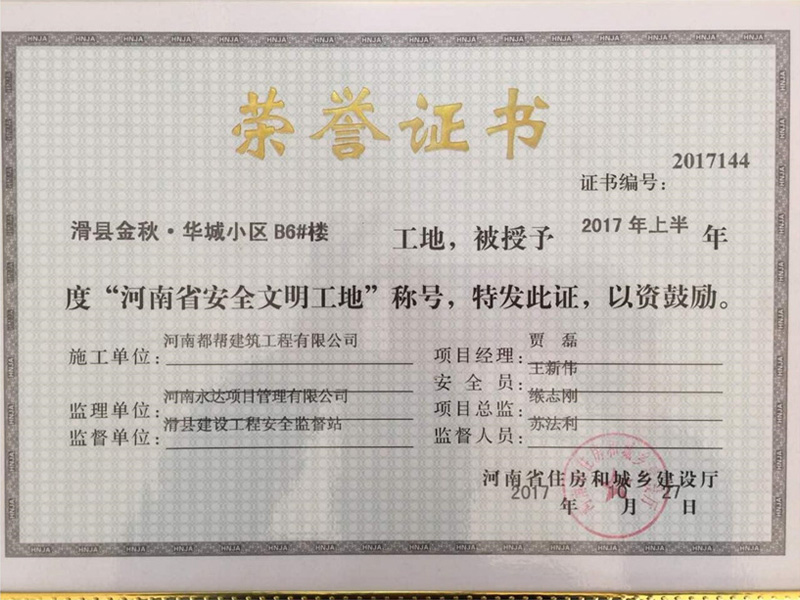 荣誉证书
2017144
证书编号：
滑县金秋·华城小区 B6#楼 工地，被授予 2017 年上半 年
度“河南省安全文明工地”称号，特发此证，以资鼓励。
施工单位：河南都帮建筑工程有限公司 项目经理：贾 磊
安 全 员：王新伟
监理单位：河南永达项目管理有限公司 项目总监：缑志刚
监督单位：滑县建设工程安全监督站 监督人员：苏法利
河南省住房和城乡建设厅
2017 年 10 月 27 日